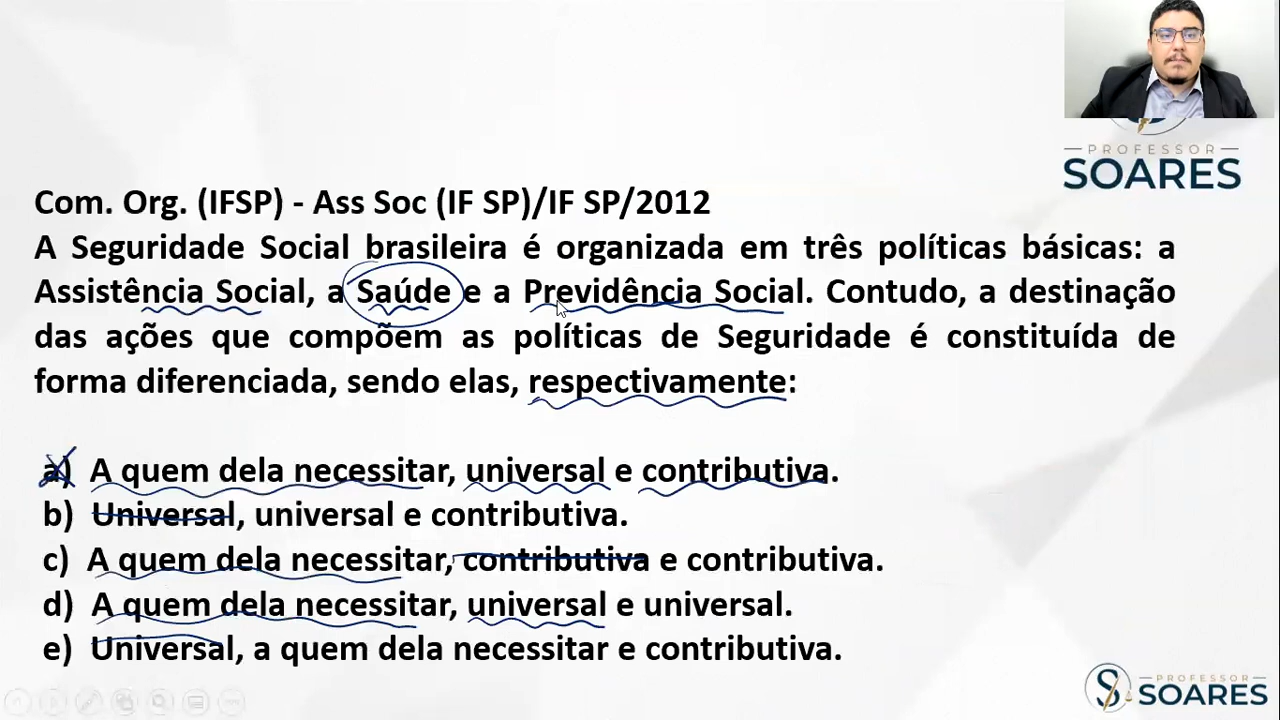 PROFESSOR
SOARES
Com. Org. (IFSP) - Ass Soc (IF SP)/IF SP/2012
A Seguridade Social brasileira é organizada em três políticas básicas: a
Assistência Social, a Saúde e a Previdência Social. Contudo, a destinação
das ações que compõem as políticas de Seguridade é constituída de
forma diferenciada, sendo elas, respectivamente:
a) A quem dela necessitar, universal e contributiva.
b) Universal, universal e contributiva.
c) A quem dela necessitar, contributiva e contributiva.
d) A quem dela necessitar, universal e universal.
e) Universal, a quem dela necessitar e contributiva.
S
PROFESSOR
SOARES